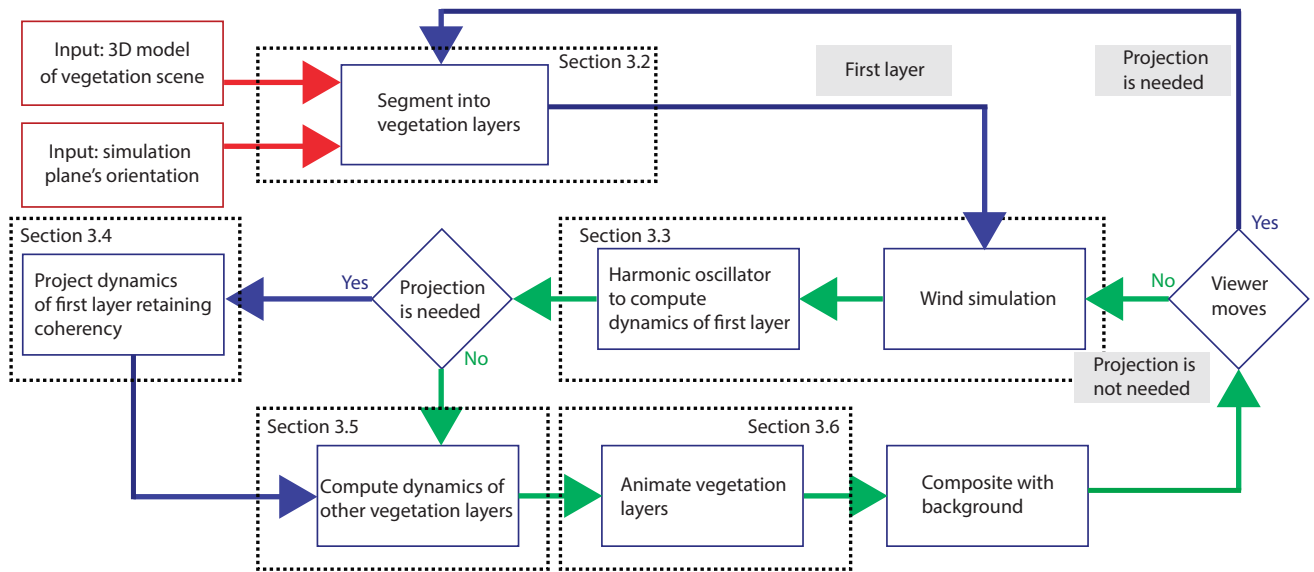 Input: 3D model
of vegetation scene
Section 3.2
Segment into
vegetation layers
First layer
Projection
is needed
Input: simulation
plane's orientation
Yes
Section 3.4
Project dynamics
of first layer retaining
coherency
Yes
Projection
is needed
No
Section 3.3
Harmonic oscillator
to compute
dynamics of first layer
Wind simulation
No
Viewer
moves
Projection is
not needed
Section 3.5
Compute dynamics of
other vegetation layers
Section 3.6
Animate vegetation
layers
Composite with
background